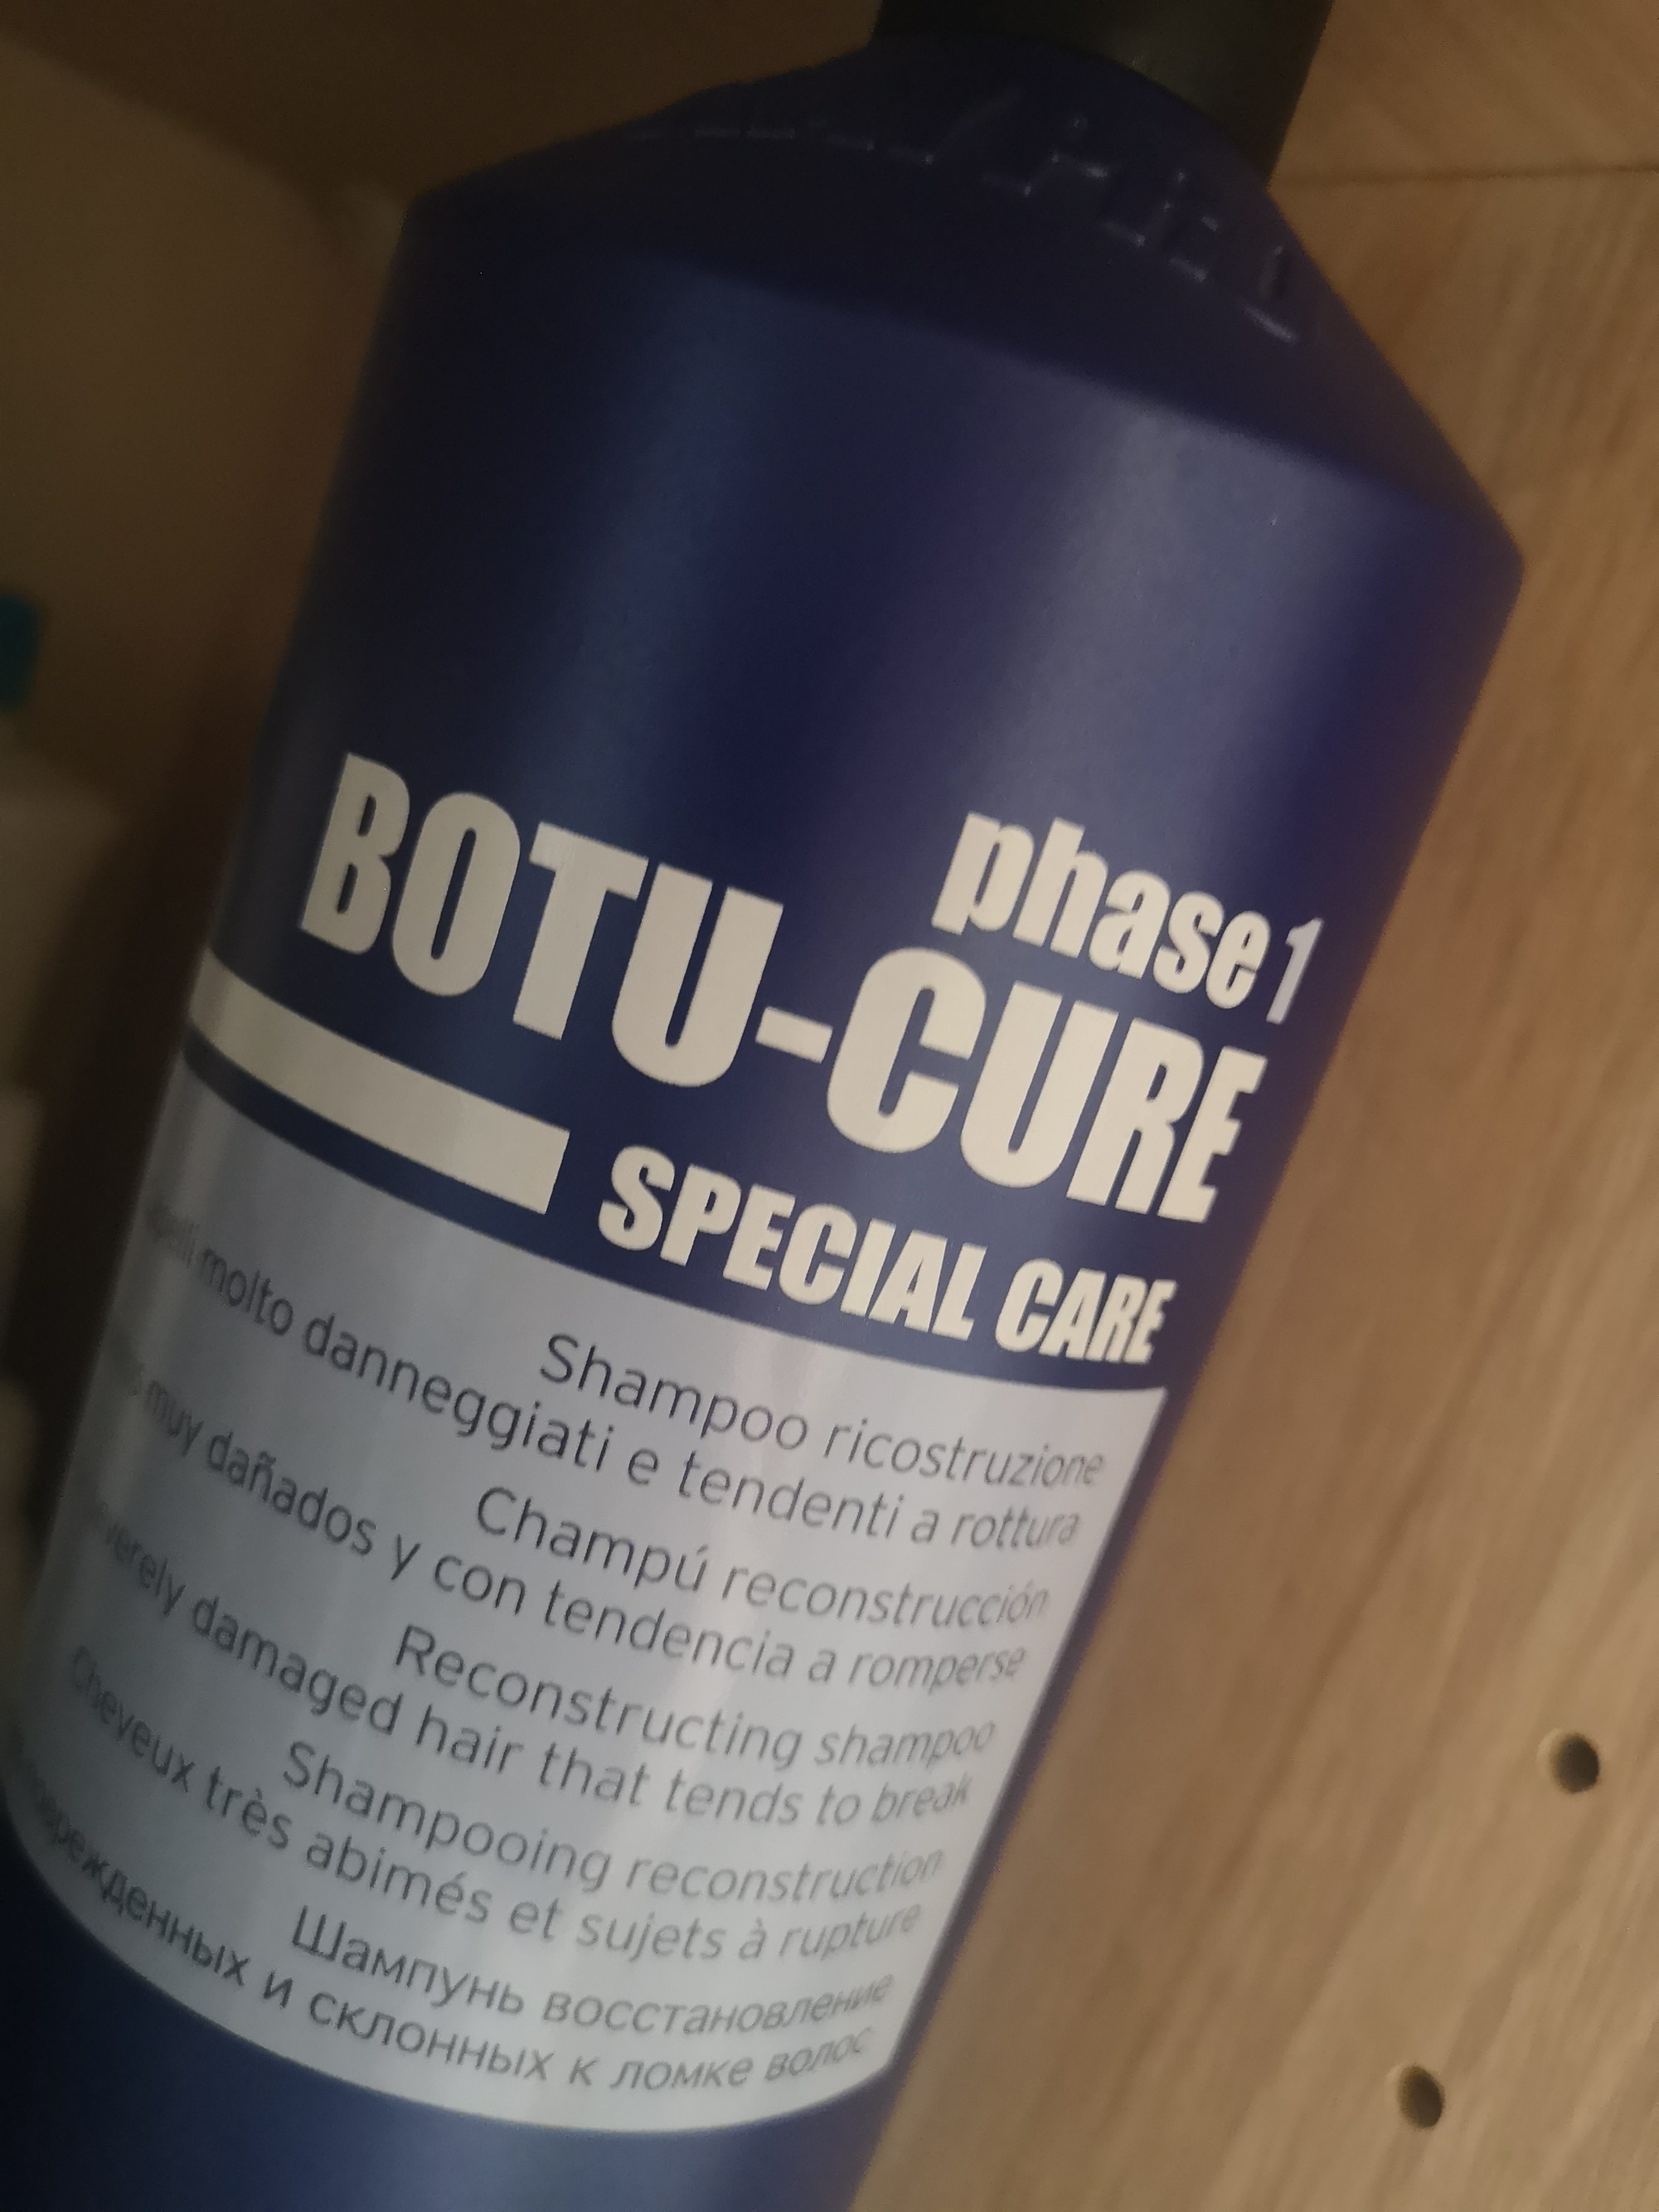 phase 1
BOTU-CURE
SPECIAL CARE
Shampoo ricostruzione
molto danneggiati e tendenti a rottura
Champú reconstrucción
muy dañados y con tendencia a romperse
Reconstructing shampoo
damaged hair that tends to break
Shampooing reconstruction
Cheveux très abimés et sujets à rupture
Шампунь восстановление
и склонных к ломке волос